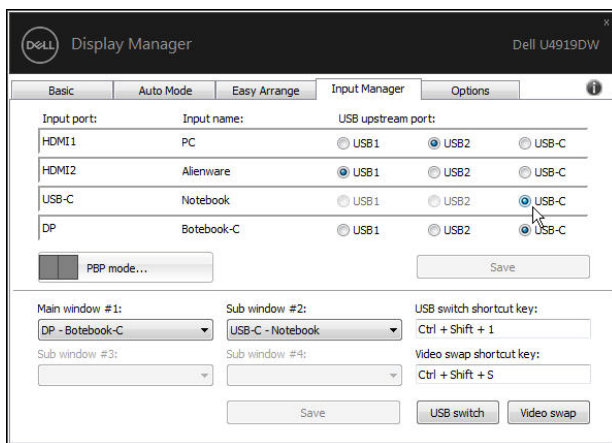 DELL Display Manager Dell U4919DW
x
Basic Auto Mode Easy Arrange Input Manager Options i
Input port: Input name: USB upstream port:
HDMI1 PC USB1 USB2 USB-C
HDMI2 Alienware USB1 USB2 USB-C
USB-C Notebook USB1 USB2 USB-C
DP Botebook-C USB1 USB2 USB-C
PBP mode... Save
Main window #1: Sub window #2: USB switch shortcut key:
DP - Botebook-C USB-C - Notebook Ctrl + Shift + 1
Sub window #3: Sub window #4: Video swap shortcut key:
Ctrl + Shift + S
Save USB switch Video swap